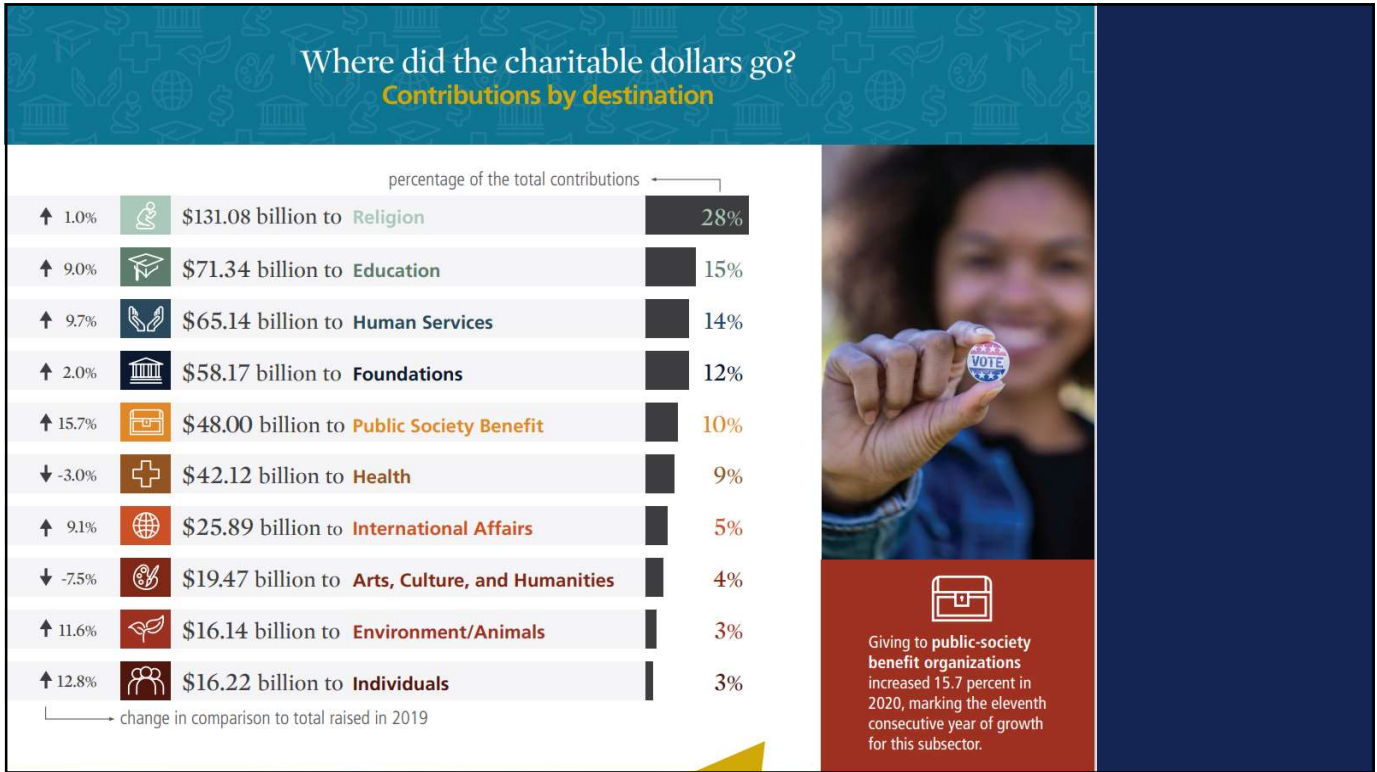 Where did the charitable dollars go?
Contributions by destination
percentage of the total contributions
1.0% $131.08 billion to Religion 28%
9.0% $71.34 billion to Education 15%
9.7% $65.14 billion to Human Services 14%
2.0% $58.17 billion to Foundations 12%
15.7% $48.00 billion to Public Society Benefit 10%
-3.0% $42.12 billion to Health 9%
9.1% $25.89 billion to International Affairs 5%
-7.5% $19.47 billion to Arts, Culture, and Humanities 4%
11.6% $16.14 billion to Environment/Animals 3%
12.8% $16.22 billion to Individuals 3%
change in comparison to total raised in 2019
VOTE
Giving to public-society
benefit organizations
increased 15.7 percent in
2020, marking the eleventh
consecutive year of growth
for this subsector.